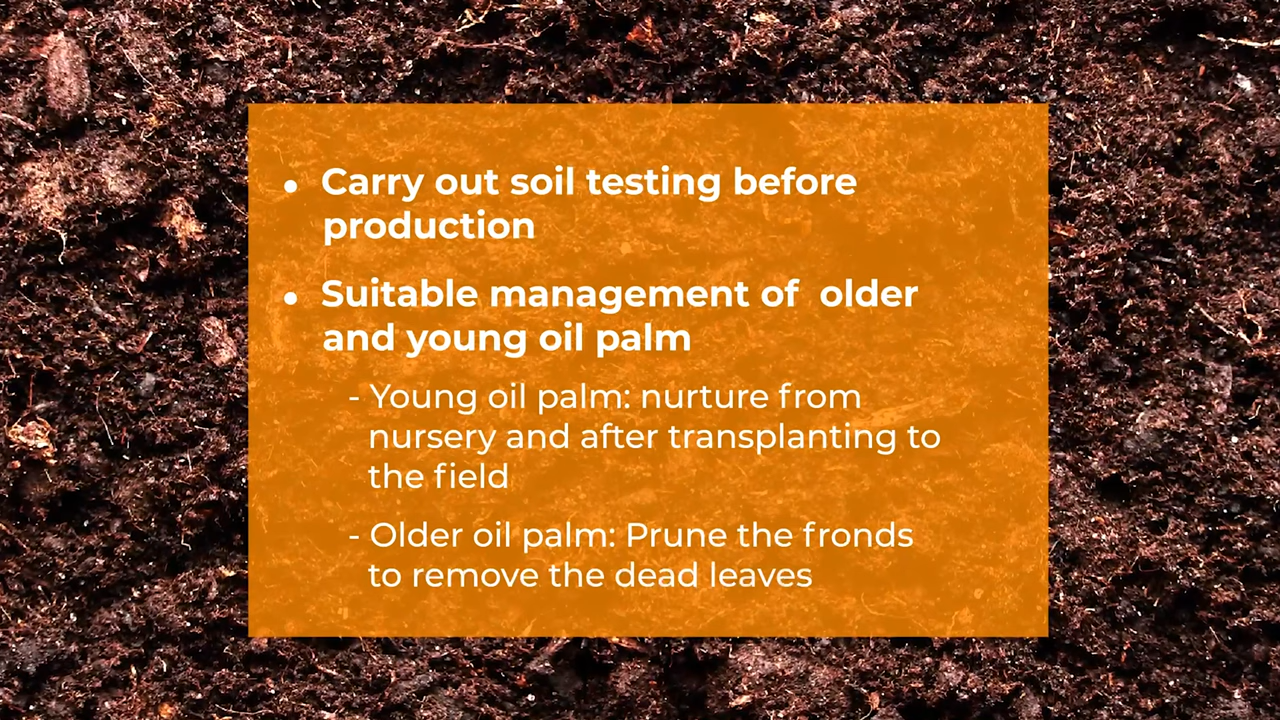 • Carry out soil testing before
production
• Suitable management of  older
and young oil palm
- Young oil palm: nurture from
nursery and after transplanting to
the field
- Older oil palm: Prune the fronds
to remove the dead leaves